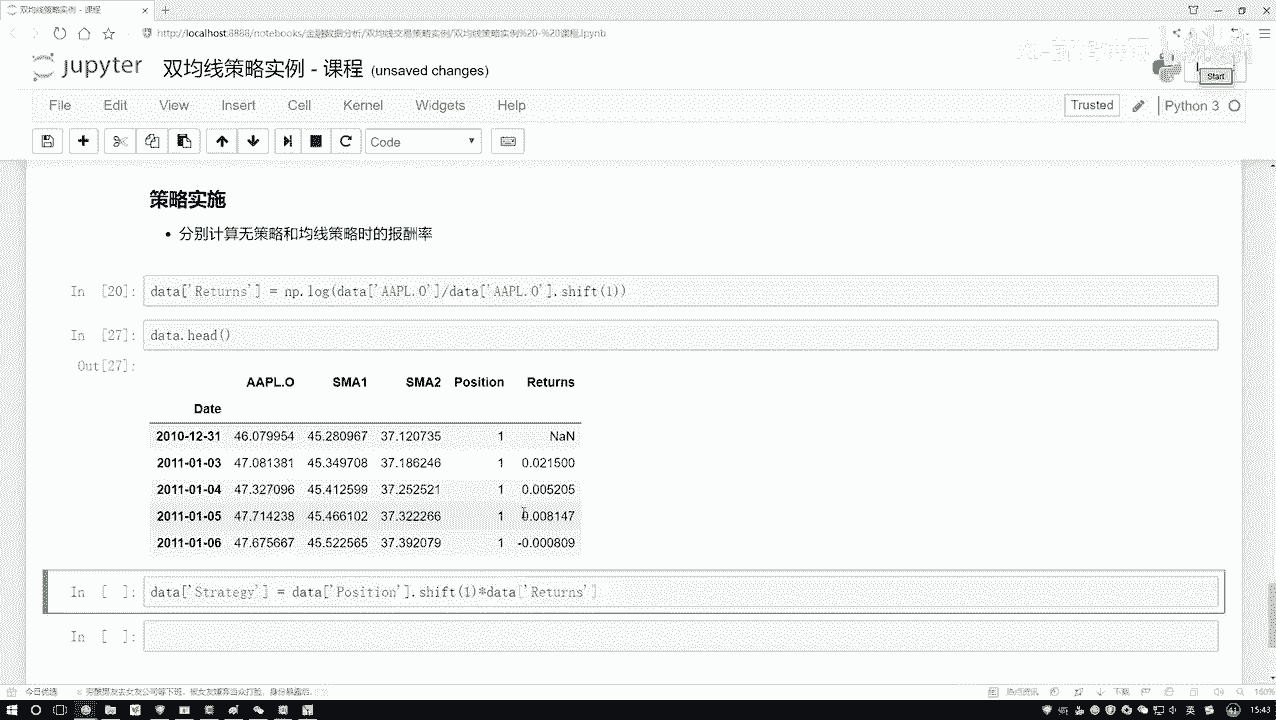 双均线策略实例 - 课程
http://localhost:8888/notebooks/金融数据分析/双均线交易策略实例/双均线策略实例%20-%20课程.ipynb
jupyter 双均线策略实例 - 课程 (unsaved changes)
Start
File Edit View Insert Cell Kernel Widgets Help
Trusted Python 3
Code
策略实施
分别计算无策略和均线策略时的报酬率
In [20]: data['Returns'] = np.log(data['AAPL.O']/data['AAPL.O'].shift(1))
In [27]: data.head()
Out[27]:
AAPL.O SMA1 SMA2 Position Returns
Date
2010-12-31 46.079954 45.280967 37.120735 1 NaN
2011-01-03 47.081381 45.349708 37.186246 1 0.021500
2011-01-04 47.327096 45.412599 37.252521 1 0.005205
2011-01-05 47.714238 45.466102 37.322266 1 0.008147
2011-01-06 47.675667 45.522565 37.392079 1 -0.000809
In [ ]: data['Strategy'] = data['Position'].shift(1)*data['Returns']
In [ ]:
今日优选
热点资讯 下载 160%
英 15:43